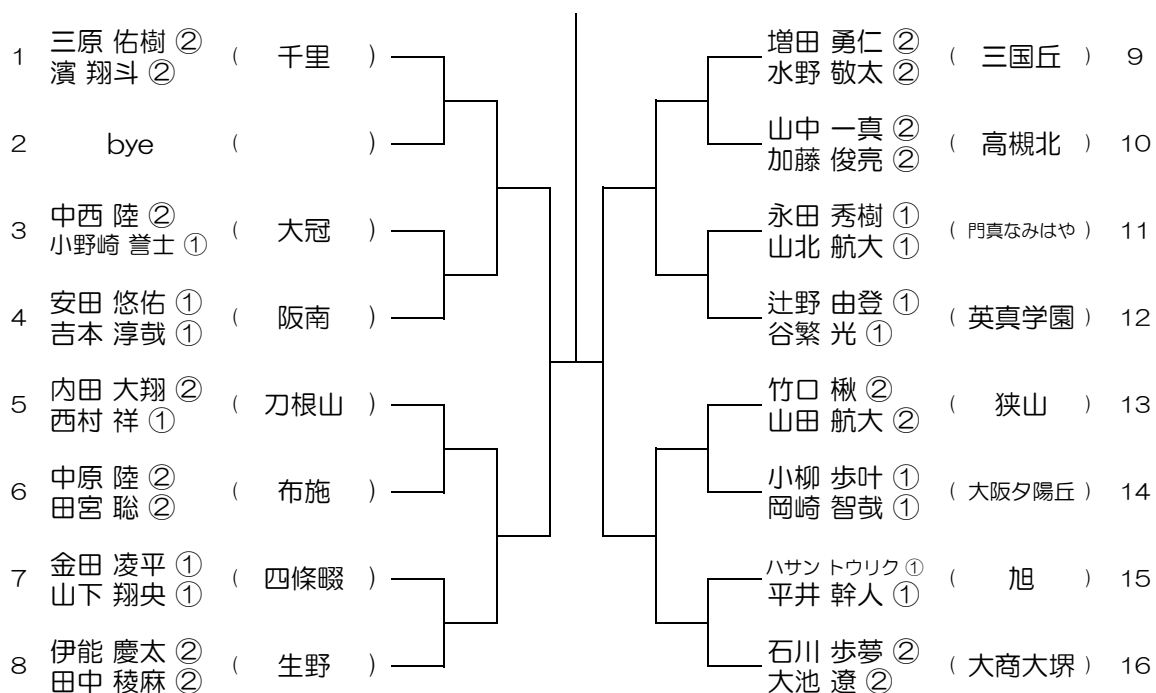 1 三原 佑樹 ② ( 千里 )
濱 翔斗 ②
2 bye ( )
3 中西 陸 ② ( 大冠 )
小野崎 誉士 ①
4 安田 悠佑 ① ( 阪南 )
吉本 淳哉 ①
5 内田 大翔 ② ( 刀根山 )
西村 祥 ①
6 中原 陸 ② ( 布施 )
田宮 聡 ②
7 金田 凌平 ① ( 四條畷 )
山下 翔央 ①
8 伊能 慶太 ② ( 生野 )
田中 稜麻 ②
増田 勇仁 ② ( 三国丘 ) 9
水野 敬太 ②
山中 一真 ② ( 高槻北 ) 10
加藤 俊亮 ②
永田 秀樹 ① ( 門真なみはや ) 11
山北 航大 ①
辻野 由登 ① ( 英真学園 ) 12
谷繁 光 ①
竹口 楸 ② ( 狭山 ) 13
山田 航大 ②
小柳 歩叶 ① ( 大阪夕陽丘 ) 14
岡崎 智哉 ①
ハサン トウリク ① ( 旭 ) 15
平井 幹人 ①
石川 歩夢 ② ( 大商大堺 ) 16
大池 遼 ②